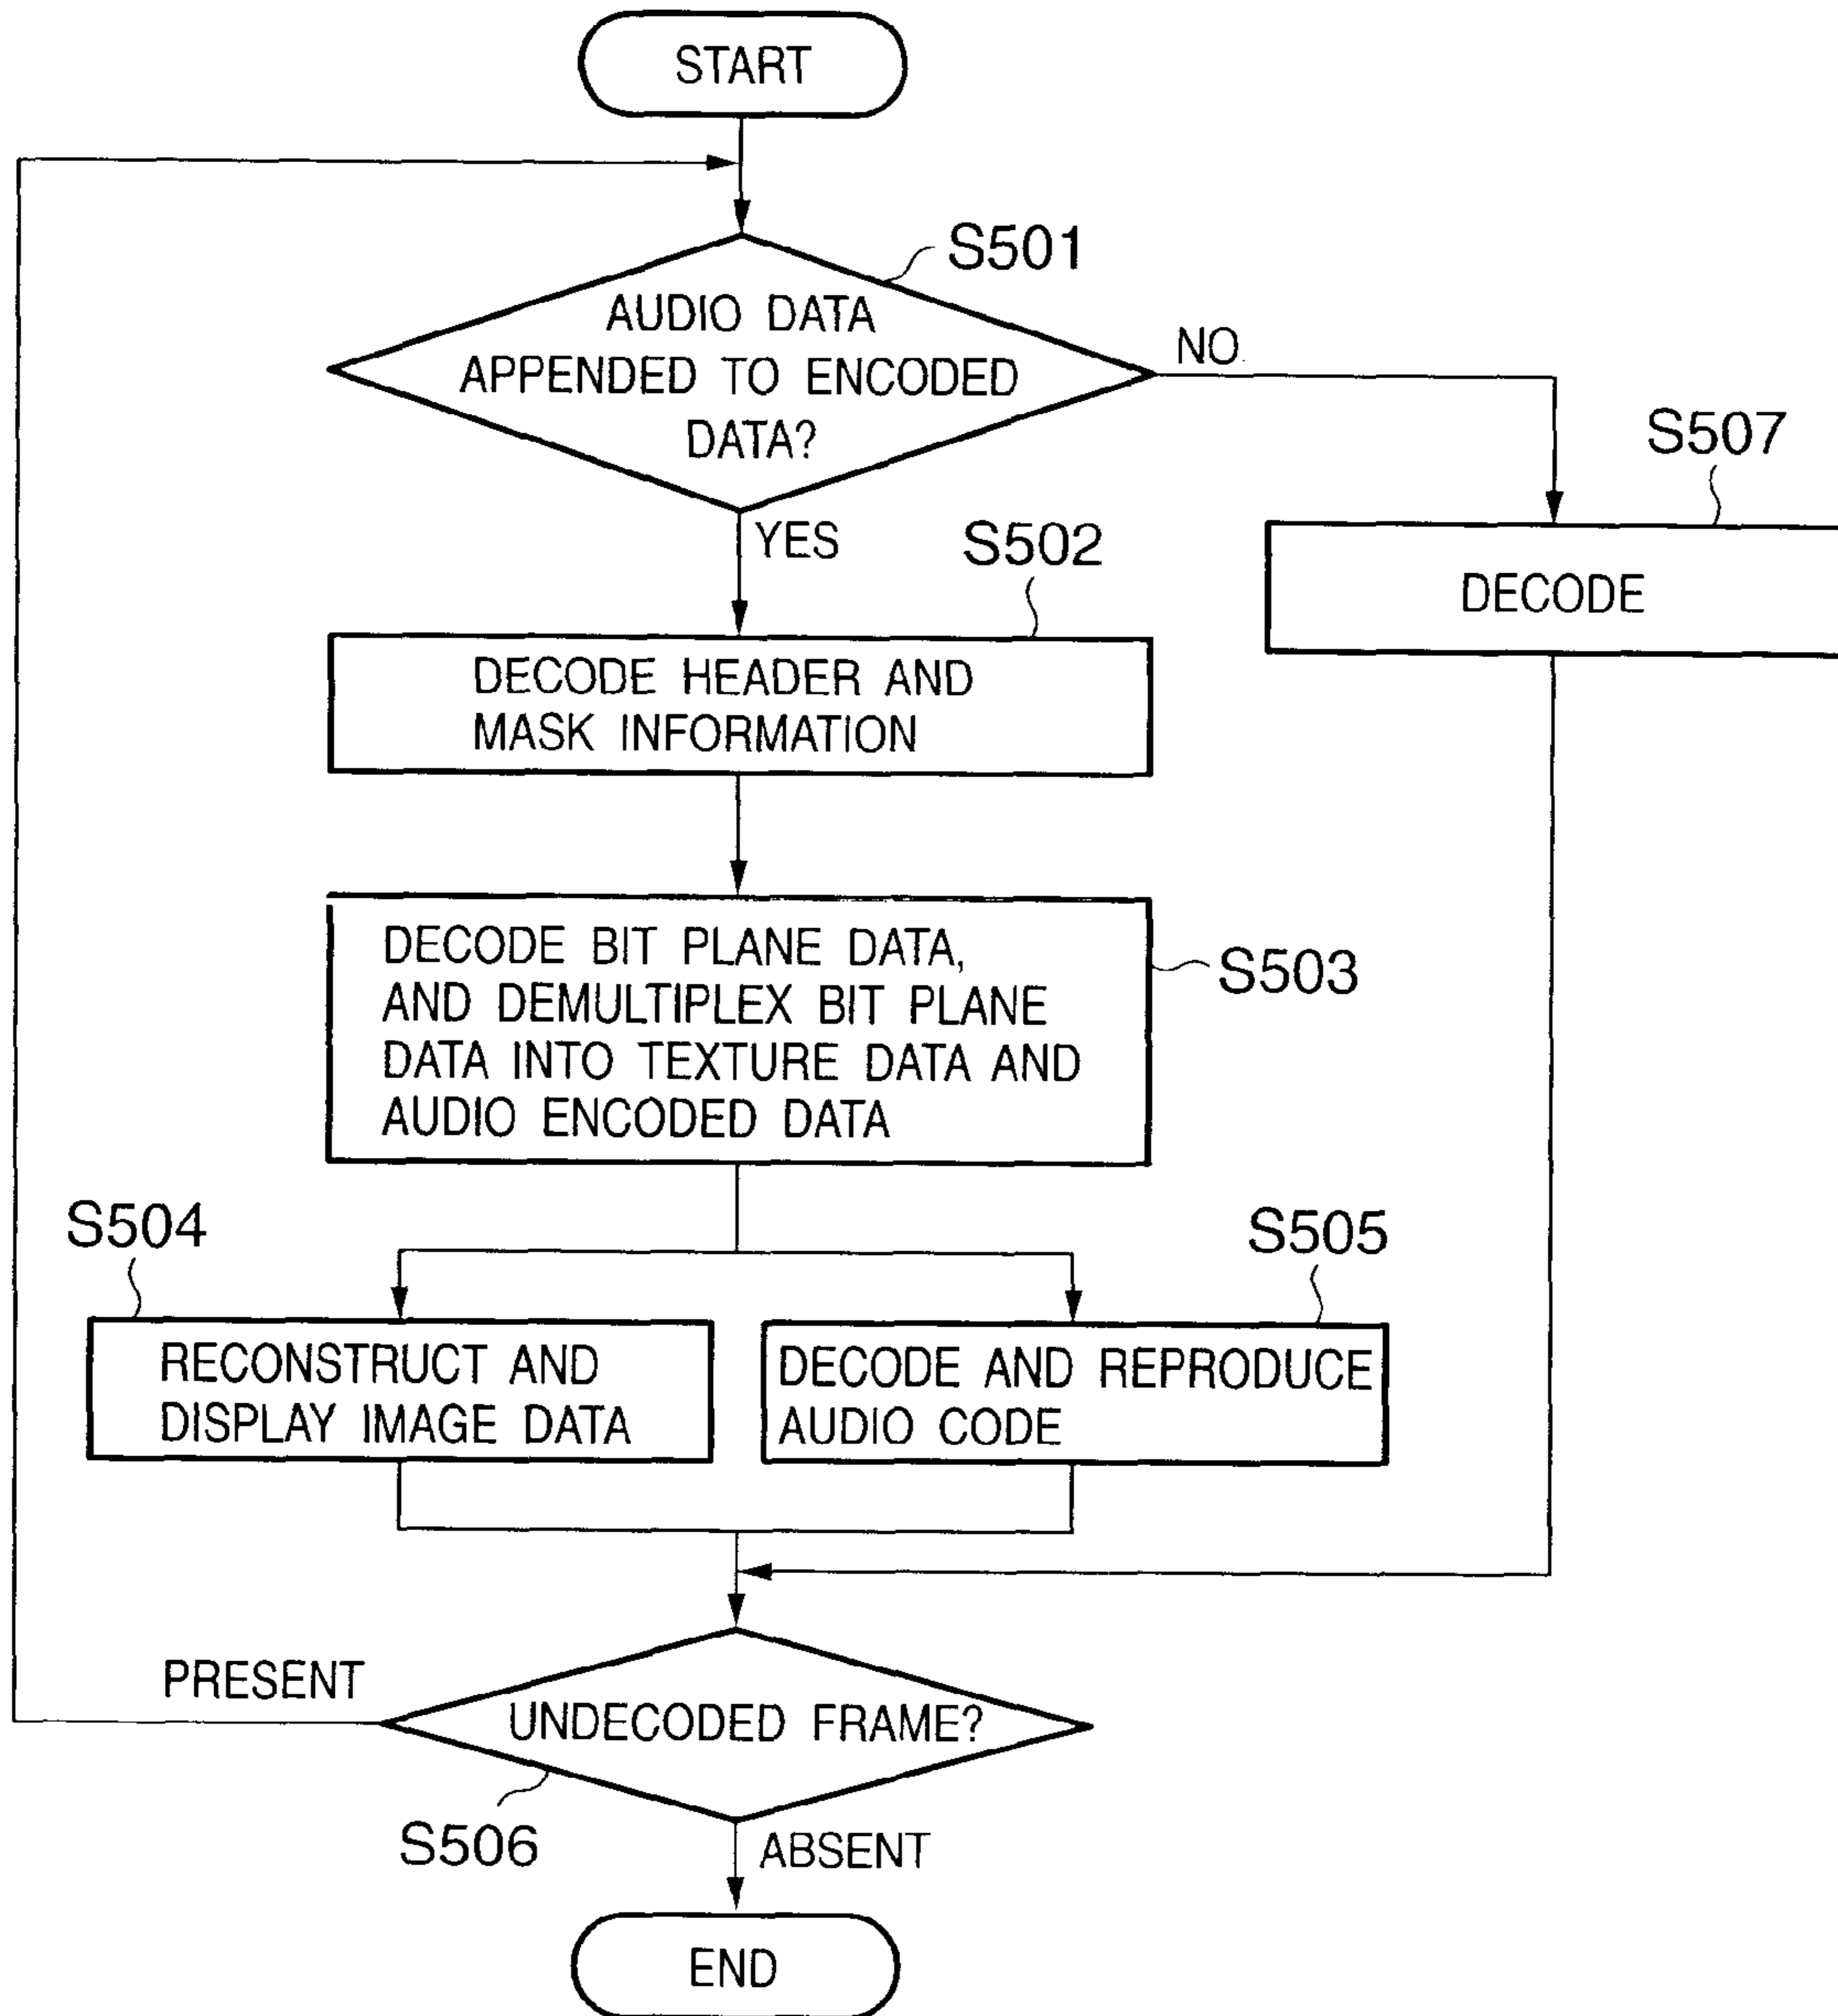 START
S501
AUDIO DATA
APPENDED TO ENCODED
DATA?
NO
S507
YES
S502
DECODE
DECODE HEADER AND
MASK INFORMATION
DECODE BIT PLANE DATA,
AND DEMULTIPLEX BIT PLANE
DATA INTO TEXTURE DATA AND
AUDIO ENCODED DATA
S503
S504
S505
RECONSTRUCT AND
DISPLAY IMAGE DATA
DECODE AND REPRODUCE
AUDIO CODE
PRESENT
UNDECODED FRAME?
S506
ABSENT
END